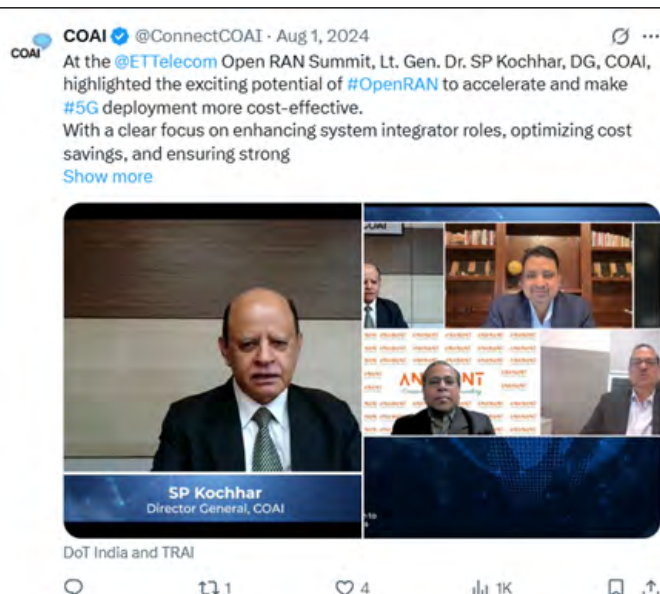 COAI
COAI @ConnectCOAI · Aug 1, 2024
At the @ETTelecom Open RAN Summit, Lt. Gen. Dr. SP Kochhar, DG, COAI,
highlighted the exciting potential of #OpenRAN to accelerate and make
#5G deployment more cost-effective.
With a clear focus on enhancing system integrator roles, optimizing cost
savings, and ensuring strong
Show more
SP Kochhar
Director General, COAI
DoT India and TRAI
1
4
1K